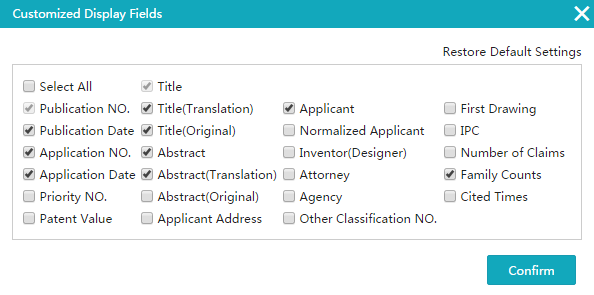 Customized Display Fields
Restore Default Settings
Select All Title
Publication NO. Title(Translation) Applicant First Drawing
Publication Date Title(Original) Normalized Applicant IPC
Application NO. Abstract Inventor(Designer) Number of Claims
Application Date Abstract(Translation) Attorney Family Counts
Priority NO. Abstract(Original) Agency Cited Times
Patent Value Applicant Address Other Classification NO.
Confirm